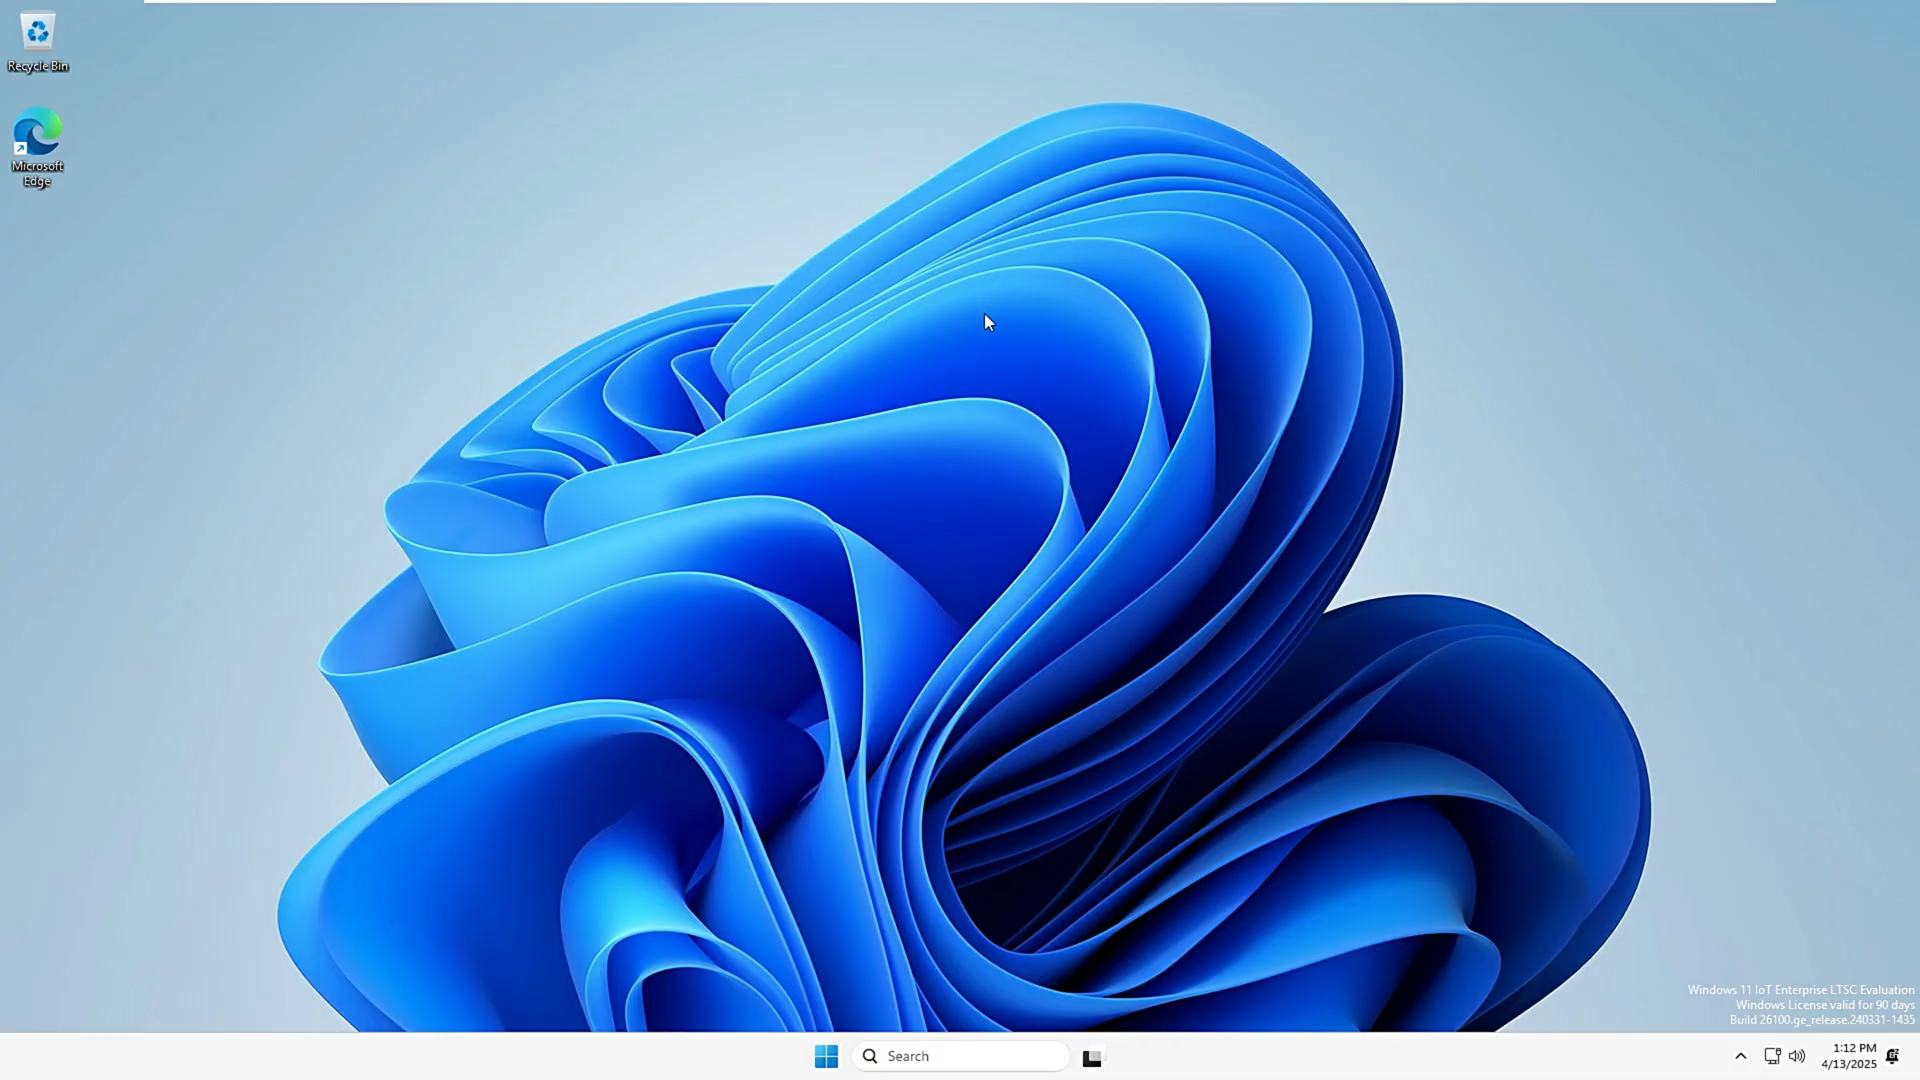 Recycle Bin
Microsoft
Edge
Windows 11 IoT Enterprise LTSC Evaluation
Windows License valid for 90 days
Build 26100.ge_release.240331-1435
Search
1:12 PM
4/13/2025